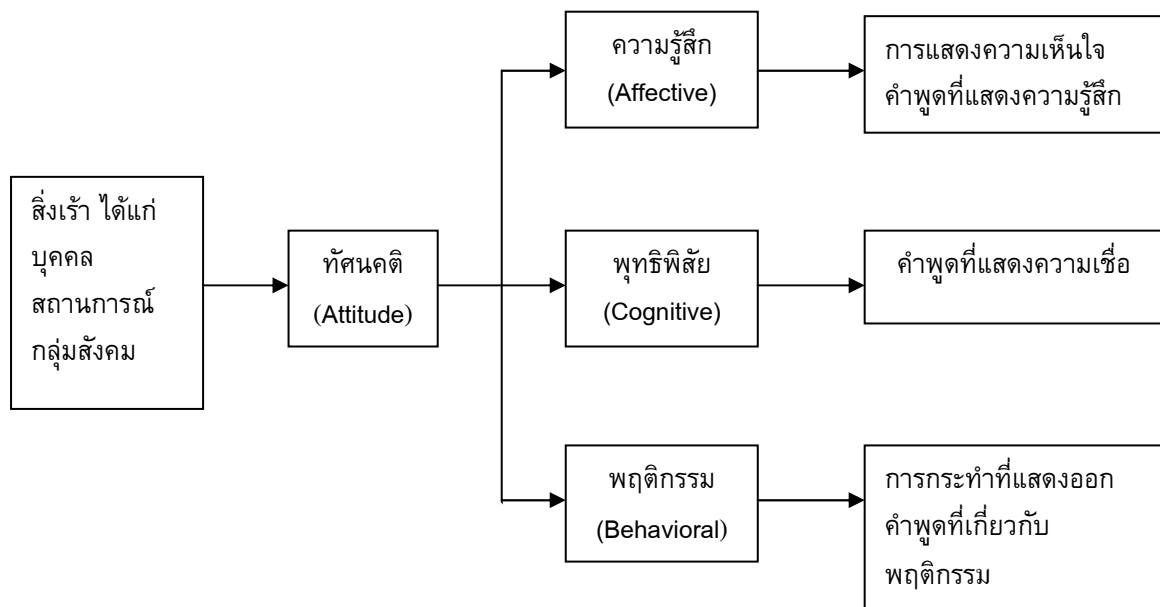 สิ่งเร้า ได้แก่
บุคคล
สถานการณ์
กลุ่มสังคม
ทัศนคติ
(Attitude)
ความรู้สึก
(Affective)
การแสดงความเห็นใจ
คำพูดที่แสดงความรู้สึก
พุทธิพิสัย
(Cognitive)
คำพูดที่แสดงความเชื่อ
พฤติกรรม
(Behavioral)
การกระทำที่แสดงออก
คำพูดที่เกี่ยวกับ
พฤติกรรม